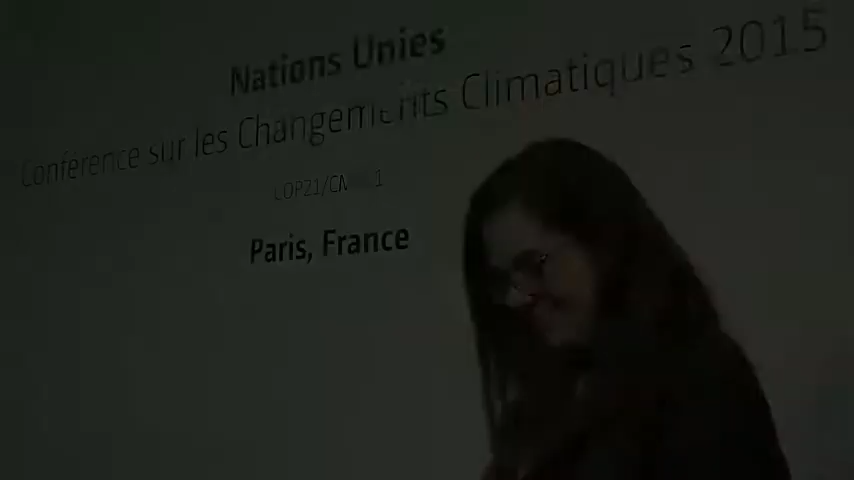 Nations Unies
Conférence sur les Changements Climatiques 2015
Paris, France